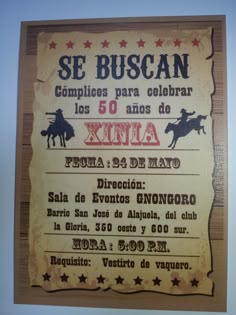 SE BUSCAN
Cómplices para celebrar
los 50 años de
XINIA
FECHA : 24 DE MAYO
Dirección:
Sala de Eventos GNONGORO
Barrio San José de Alajuela, del club
la Gloria, 350 oeste y 600 sur.
HORA : 5:00 P.M.
Requisito: Vestirte de vaquero.